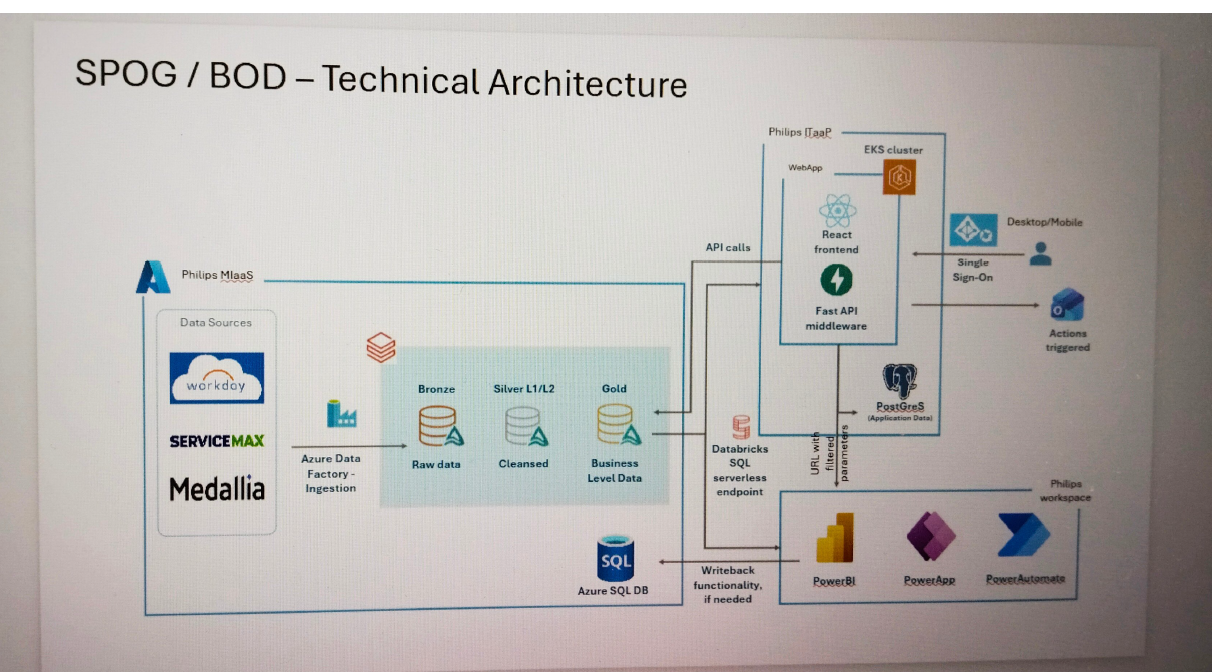 SPOG / BOD – Technical Architecture
Philips ITaaP
EKS cluster
WebApp
React
frontend
Fast API
middleware
Desktop/Mobile
Single
Sign-On
Actions
triggered
API calls
PostGreS
(Application Data)
Philips MIaaS
Data Sources
workday
SERVICEMAX
Medallia
Azure Data
Factory -
Ingestion
Bronze
Raw data
Silver L1/L2
Cleansed
Gold
Business
Level Data
Databricks
SQL
serverless
endpoint
URL with
filtered
parameters
SQL
Azure SQL DB
Writeback
functionality,
if needed
Philips
workspace
PowerBI
PowerApp
PowerAutomate